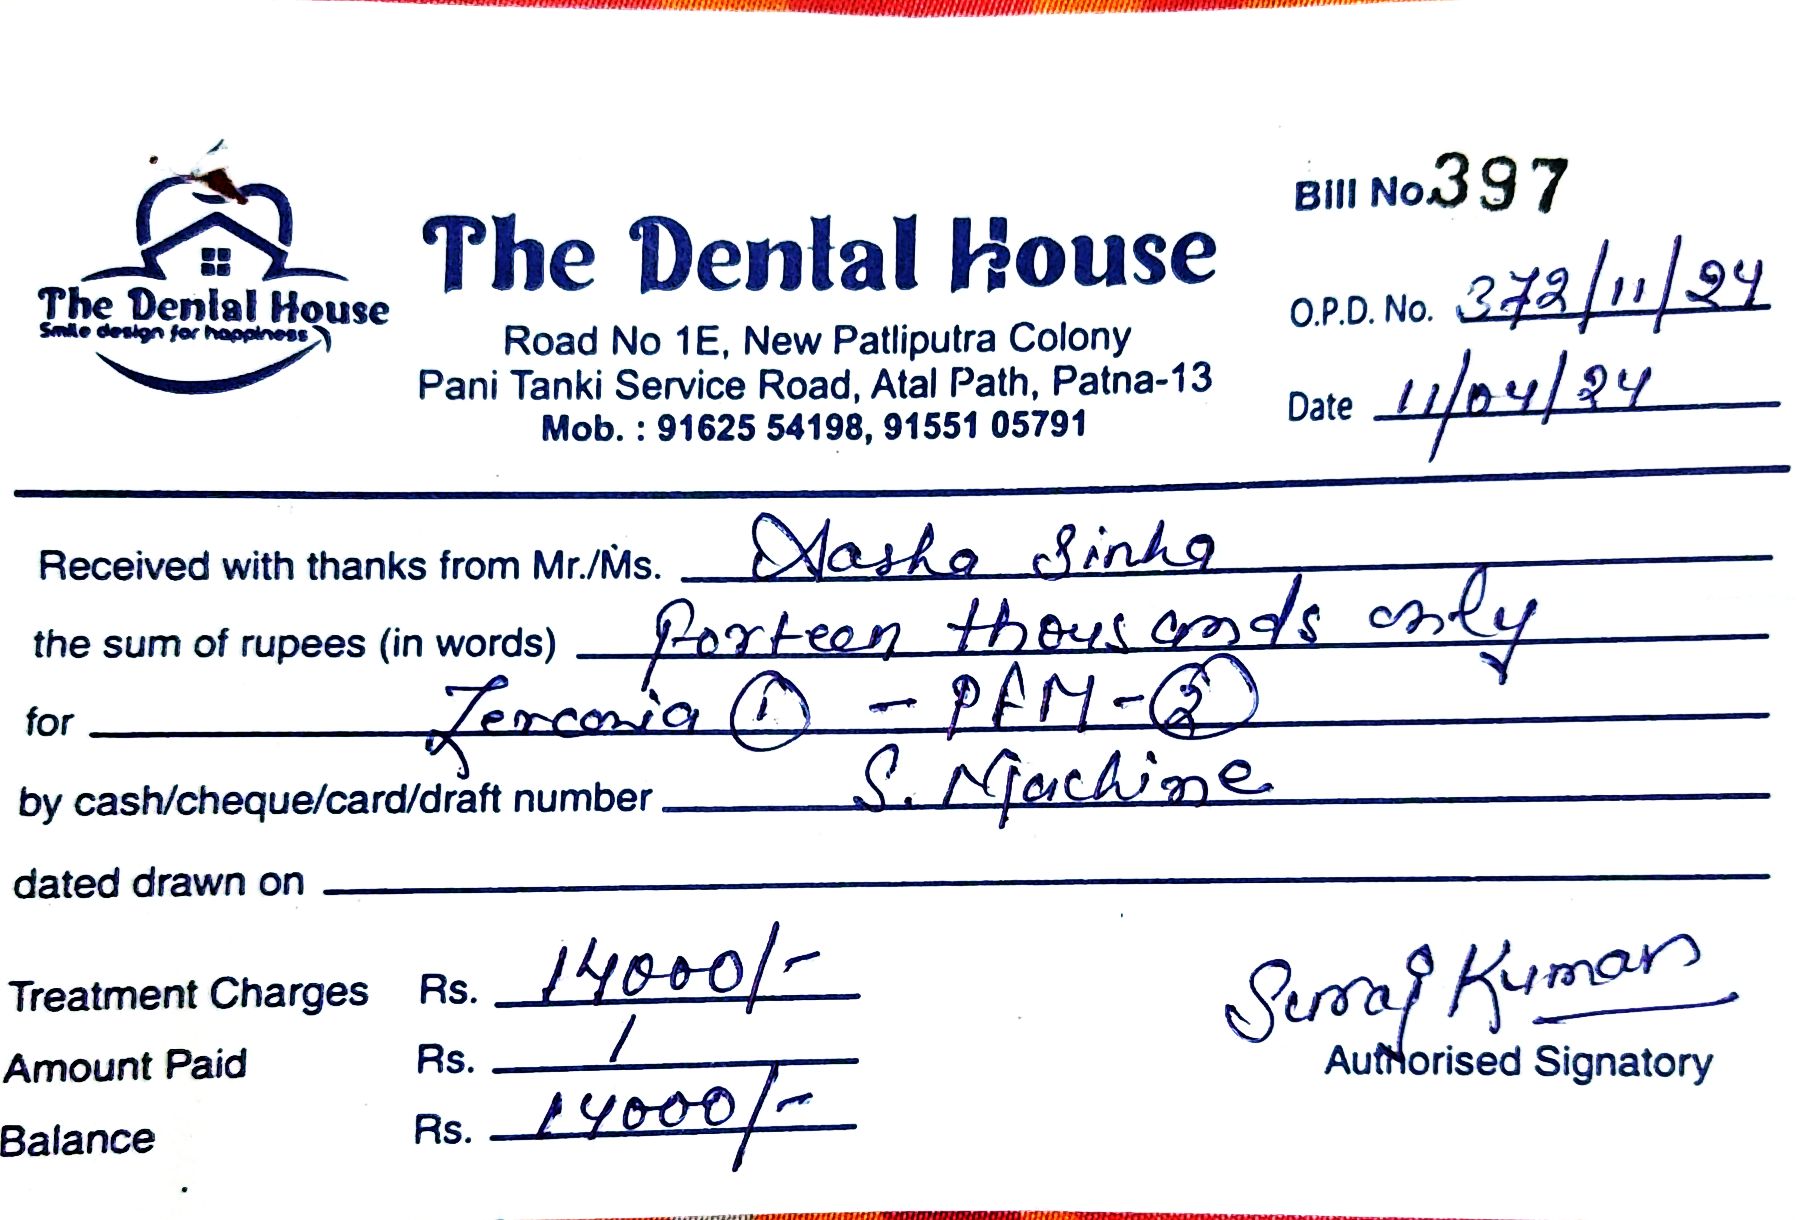 The Dental House
Smile design for happiness
The Dental House
Road No 1E, New Patliputra Colony
Pani Tanki Service Road, Atal Path, Patna-13
Mob. : 91625 54198, 91551 05791
Bill No. 397
O.P.D. No. 372/11/24
Date 11/04/24
Received with thanks from Mr./Ms. Aasha Sinha
the sum of rupees (in words) Forteen thousands only
for Zerconia ① - PFM - ②
by cash/cheque/card/draft number S. Machine
dated drawn on
Treatment Charges Rs. 14000/-
Amount Paid Rs. /
Balance Rs. 14000/-
Suraj Kumar
Authorised Signatory